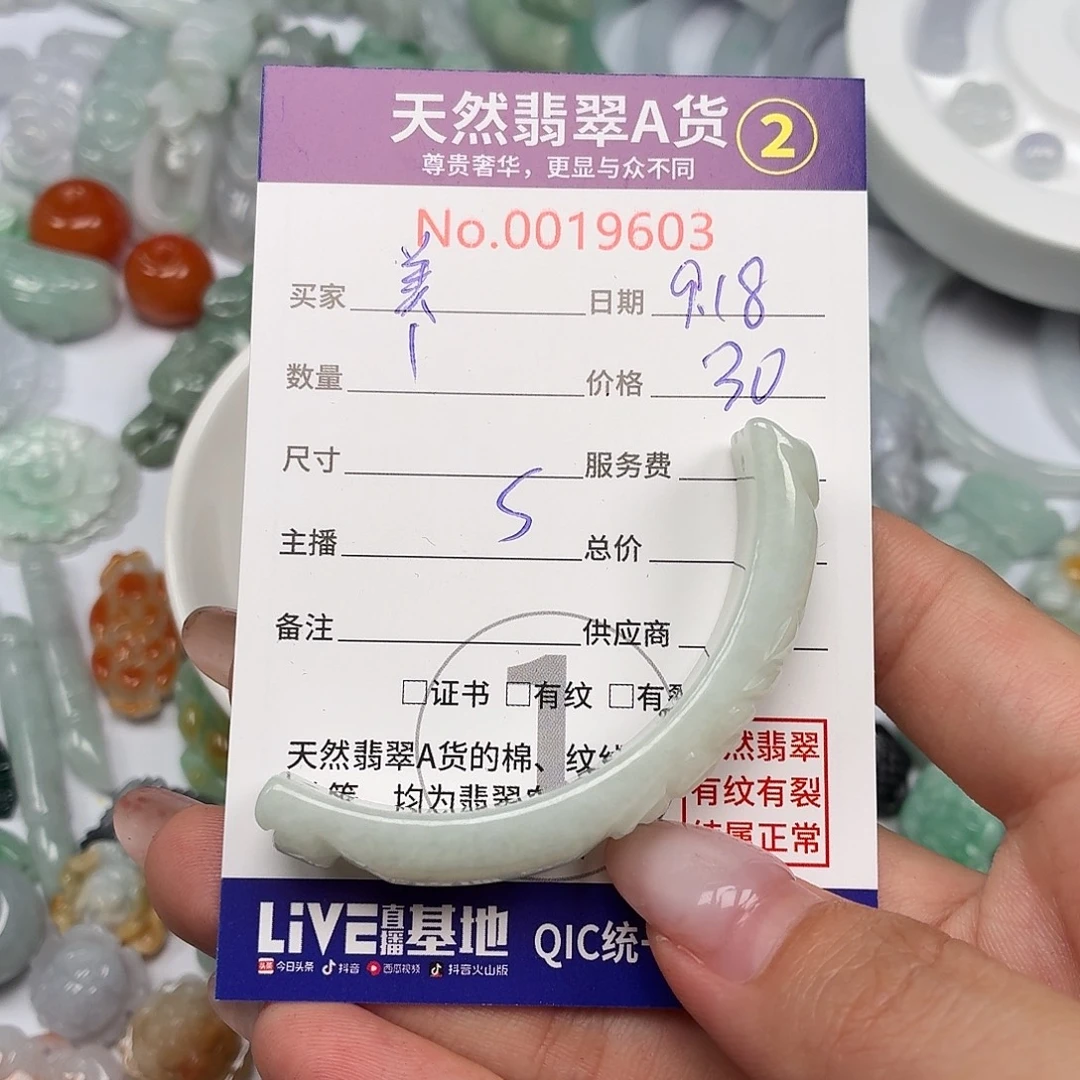 天然翡翠A货 2
尊贵奢华，更显与众不同
No.0019603
买家 美 日期 9.18
数量 1 价格 30
尺寸 服务费
主播 S 总价
备注 供应商
1
□证书 □有纹 □有
天然翡翠A货的棉、纹
等，均为翡翠
然翡翠
有纹有裂
结属正常
LiVE直播基地 QIC统一
头条 今日头条 抖音 西瓜视频 抖音火山版